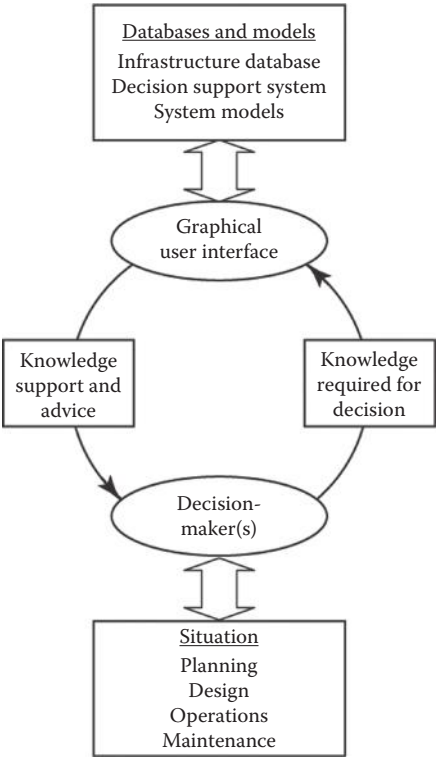 Databases and models
Infrastructure database
Decision support system
System models
Graphical
user interface
Knowledge
support and
advice
Knowledge
required for
decision
Decision-
maker(s)
Situation
Planning
Design
Operations
Maintenance